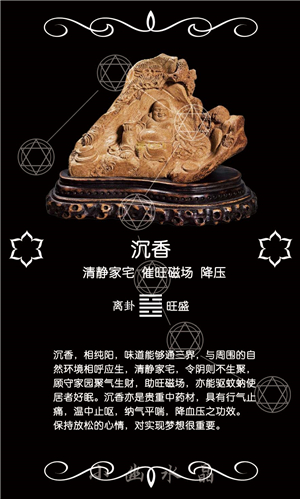 沉香
清静家宅 催旺磁场 降压
离卦 旺盛
沉香，相纯阳，味道能够通三界，与周围的自
然环境相呼应生，清静家宅，令阴则不生聚，
顾守家园聚气生财，助旺磁场，亦能驱蚊蚋使
居者好眠。沉香亦是贵重中药材，具有行气止
痛，温中止呕，纳气平喘，降血压之功效。
保持放松的心情，对实现梦想很重要。
小曲水晶